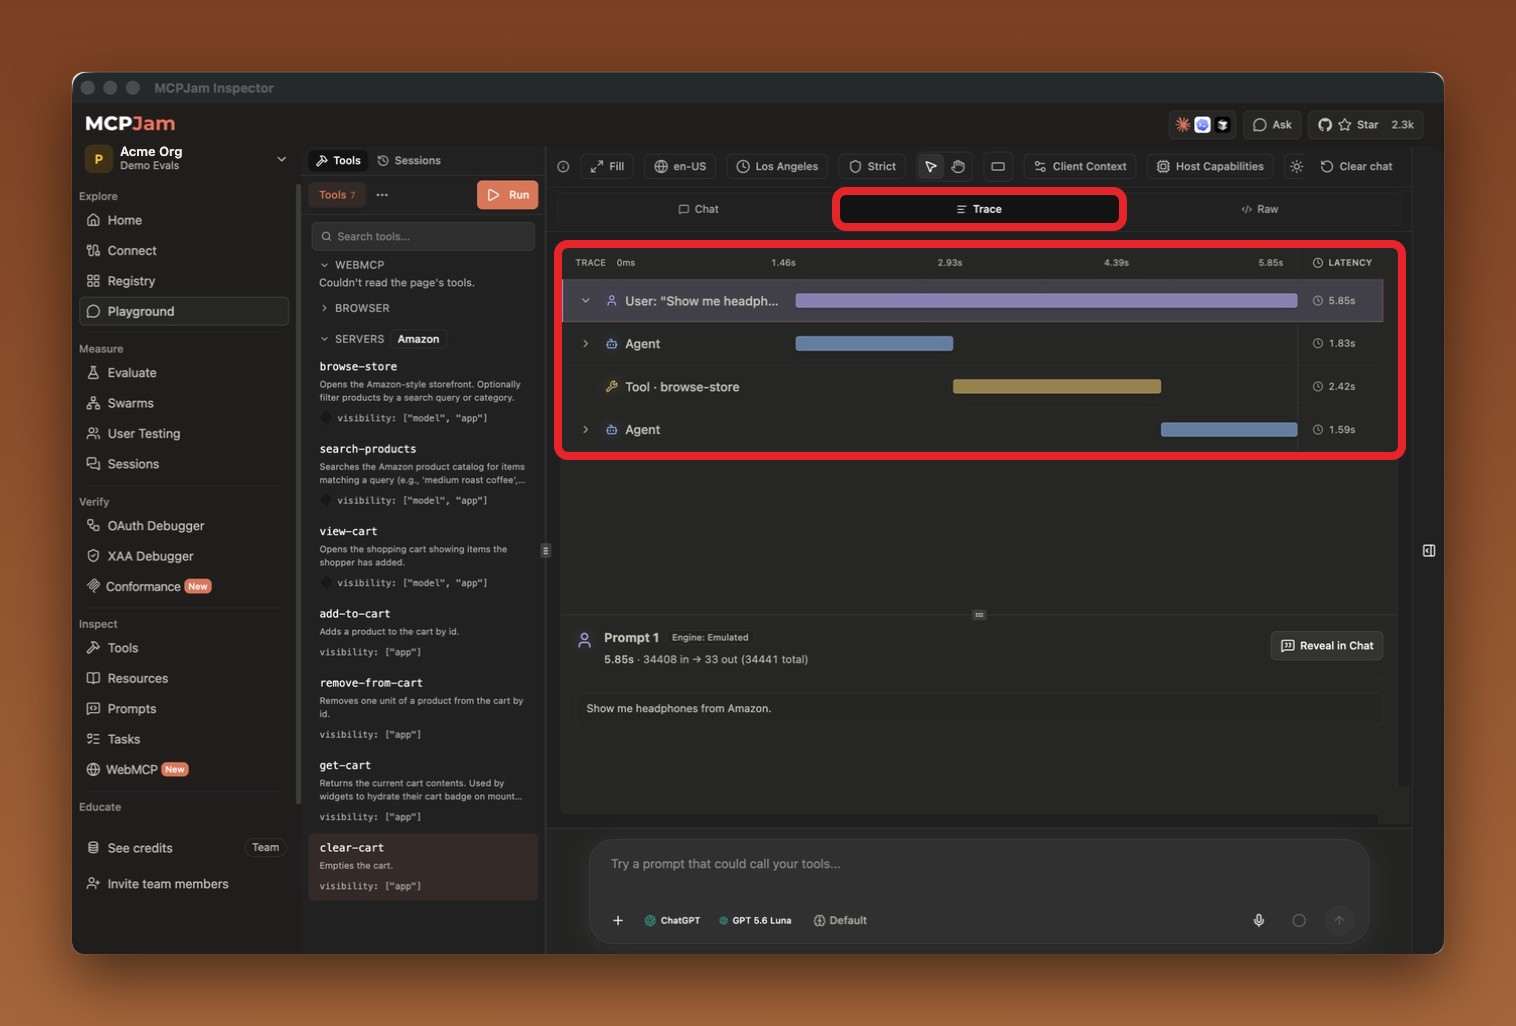 MCPJam Inspector
MCPJam
Ask
Star 2.3k
P
Acme Org
Demo Evals
Explore
Home
Connect
Registry
Playground
Measure
Evaluate
Swarms
User Testing
Sessions
Verify
OAuth Debugger
XAA Debugger
Conformance New
Inspect
Tools
Resources
Prompts
Tasks
WebMCP New
Educate
See credits Team
Invite team members
Tools Sessions
Tools 7 ··· Run
Search tools...
WEBMCP
Couldn't read the page's tools.
BROWSER
SERVERS Amazon
browse-store
Opens the Amazon-style storefront. Optionally
filter products by a search query or category.
visibility: ["model", "app"]
search-products
Searches the Amazon product catalog for items
matching a query (e.g., 'medium roast coffee',...
visibility: ["model", "app"]
view-cart
Opens the shopping cart showing items the
shopper has added.
visibility: ["model", "app"]
add-to-cart
Adds a product to the cart by id.
visibility: ["app"]
remove-from-cart
Removes one unit of a product from the cart by
id.
visibility: ["app"]
get-cart
Returns the current cart contents. Used by
widgets to hydrate their cart badge on mount...
visibility: ["app"]
clear-cart
Empties the cart.
visibility: ["app"]
Fill en-US Los Angeles Strict Client Context Host Capabilities Clear chat
Chat Trace Raw
TRACE 0ms 1.46s 2.93s 4.39s 5.85s LATENCY
User: "Show me headph... 5.85s
Agent 1.83s
Tool · browse-store 2.42s
Agent 1.59s
Prompt 1 Engine: Emulated
5.85s · 34408 in → 33 out (34441 total)
Reveal in Chat
Show me headphones from Amazon.
Try a prompt that could call your tools...
ChatGPT GPT 5.6 Luna Default